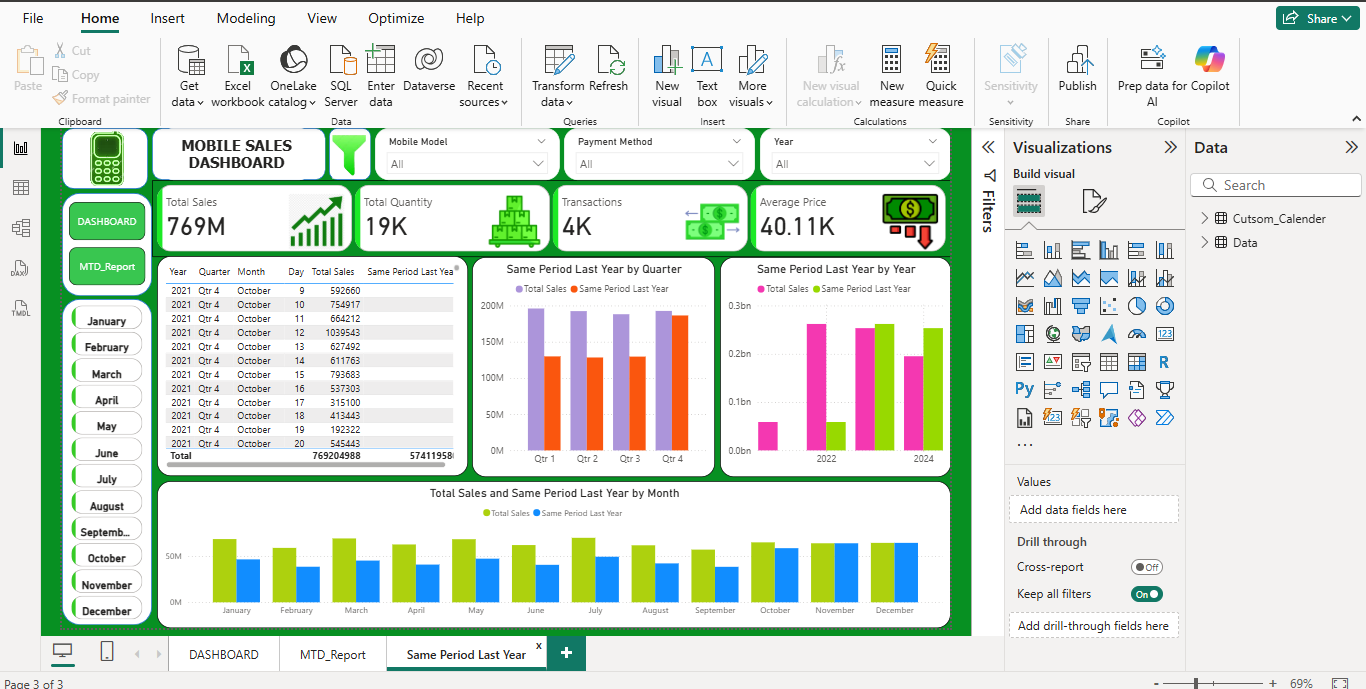 File Home Insert Modeling View Optimize Help Share
Paste Cut Copy Format painter
Get data Excel workbook OneLake catalog SQL Server Enter data Dataverse Recent sources
Transform data Refresh
New visual Text box More visuals
New visual calculation New measure Quick measure
Sensitivity
Publish
Prep data for AI Copilot
Clipboard Data Queries Insert Calculations Sensitivity Share Copilot
MOBILE SALES
DASHBOARD
Mobile Model
All
Payment Method
All
Year
All
DASHBOARD
MTD_Report
Total Sales
769M
Total Quantity
19K
Transactions
4K
Average Price
40.11K
January
February
March
April
May
June
July
August
Septemb...
October
November
December
Year Quarter Month Day Total Sales Same Period Last Yea
2021 Qtr 4 October 9 592660
2021 Qtr 4 October 10 754917
2021 Qtr 4 October 11 664212
2021 Qtr 4 October 12 1039543
2021 Qtr 4 October 13 627492
2021 Qtr 4 October 14 611763
2021 Qtr 4 October 15 793683
2021 Qtr 4 October 16 537303
2021 Qtr 4 October 17 315100
2021 Qtr 4 October 18 413443
2021 Qtr 4 October 19 192322
2021 Qtr 4 October 20 545443
Total 769204988 57411958
Same Period Last Year by Quarter
Total Sales Same Period Last Year
200M
150M
100M
50M
0M
Qtr 1 Qtr 2 Qtr 3 Qtr 4
Same Period Last Year by Year
Total Sales Same Period Last Year
0.3bn
0.2bn
0.1bn
0.0bn
2022 2024
Total Sales and Same Period Last Year by Month
Total Sales Same Period Last Year
50M
0M
January February March April May June July August September October November December
Filters
Visualizations
Build visual
123
R
Py
123
...
Values
Add data fields here
Drill through
Cross-report Off
Keep all filters On
Add drill-through fields here
Data
Search
Cutsom_Calender
Data
DAX
TMDL
DASHBOARD MTD_Report Same Period Last Year x +
Page 3 of 3
- + 69%